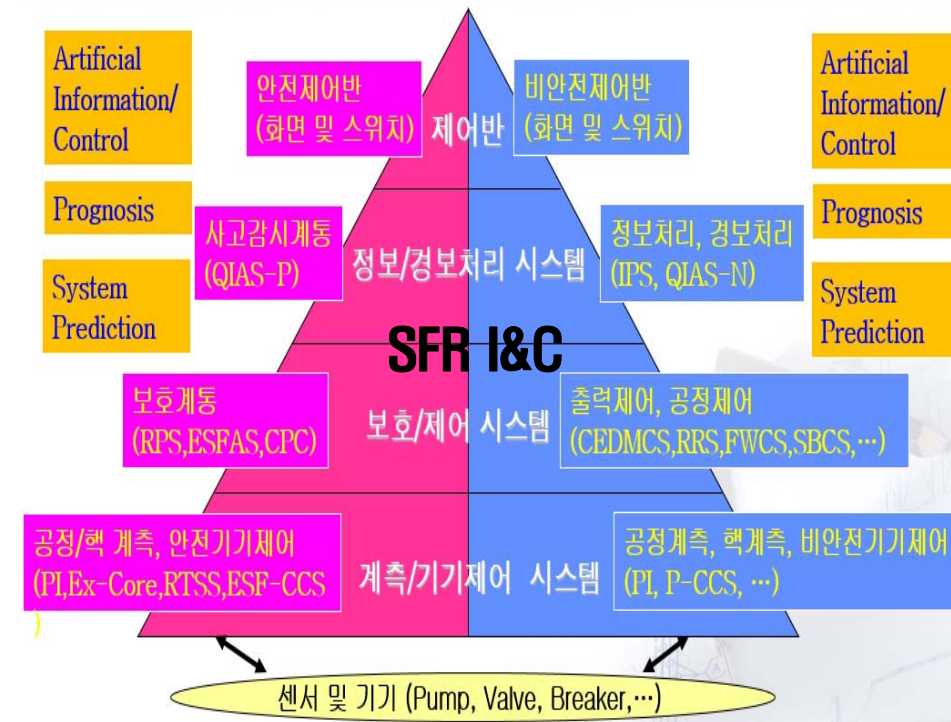 Artificial
Information/
Control
Prognosis
System
Prediction
안전제어반
(화면 및 스위치)
제어반
비안전제어반
(화면 및 스위치)
Artificial
Information/
Control
Prognosis
System
Prediction
사고감시계통
(QIAS-P)
정보/경보처리 시스템
정보처리, 경보처리
(IPS, QIAS-N)
SFR I&C
보호계통
(RPS,ESFAS,CPC)
보호/제어 시스템
출력제어, 공정제어
(CEDMCS,RRS,FWCS,SBCS,…)
공정/핵 계측, 안전기기제어
(PI,Ex-Core,RTSS,ESF-CCS
)
계측/기기제어 시스템
공정계측, 핵계측, 비안전기기제어
(PI, P-CCS, …)
센서 및 기기 (Pump, Valve, Breaker,…)